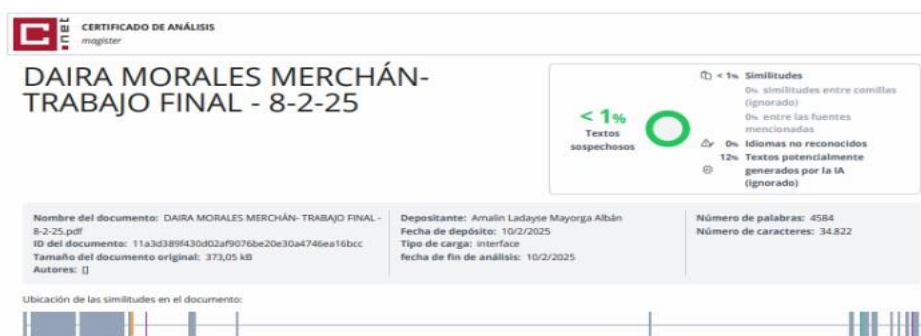 C.net
CERTIFICADO DE ANÁLISIS
magister
DAIRA MORALES MERCHÁN-
TRABAJO FINAL - 8-2-25
< 1%
Textos
sospechosos
< 1% Similitudes
0% similitudes entre comillas
(ignorado)
0% entre las fuentes
mencionadas
0% Idiomas no reconocidos
12% Textos potencialmente
generados por la IA
(ignorado)
Nombre del documento: DAIRA MORALES MERCHÁN- TRABAJO FINAL -
8-2-25.pdf
ID del documento: 11a3d389f430d02af9076be20e30a4746ea16bcc
Tamaño del documento original: 373,05 kB
Autores: []
Depositante: Amalin Ladayse Mayorga Albán
Fecha de depósito: 10/2/2025
Tipo de carga: interface
fecha de fin de análisis: 10/2/2025
Número de palabras: 4584
Número de caracteres: 34.822
Ubicación de las similitudes en el documento: